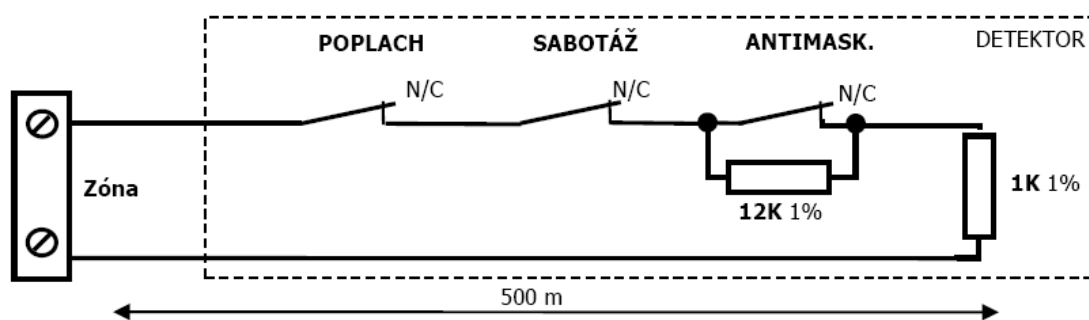 POPLACH SABOTÁŽ ANTIMASK. DETEKTOR
N/C N/C N/C
Zóna
12K 1%
1K 1%
500 m